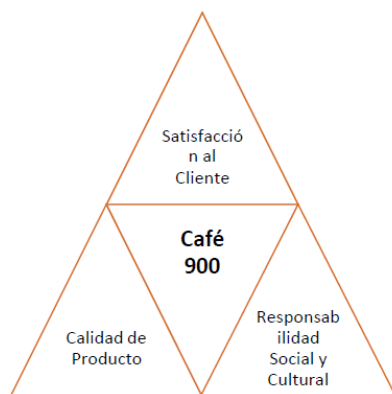 Satisfacció
n al
Cliente
Café
900
Calidad de
Producto
Responsab
ilidad
Social y
Cultural